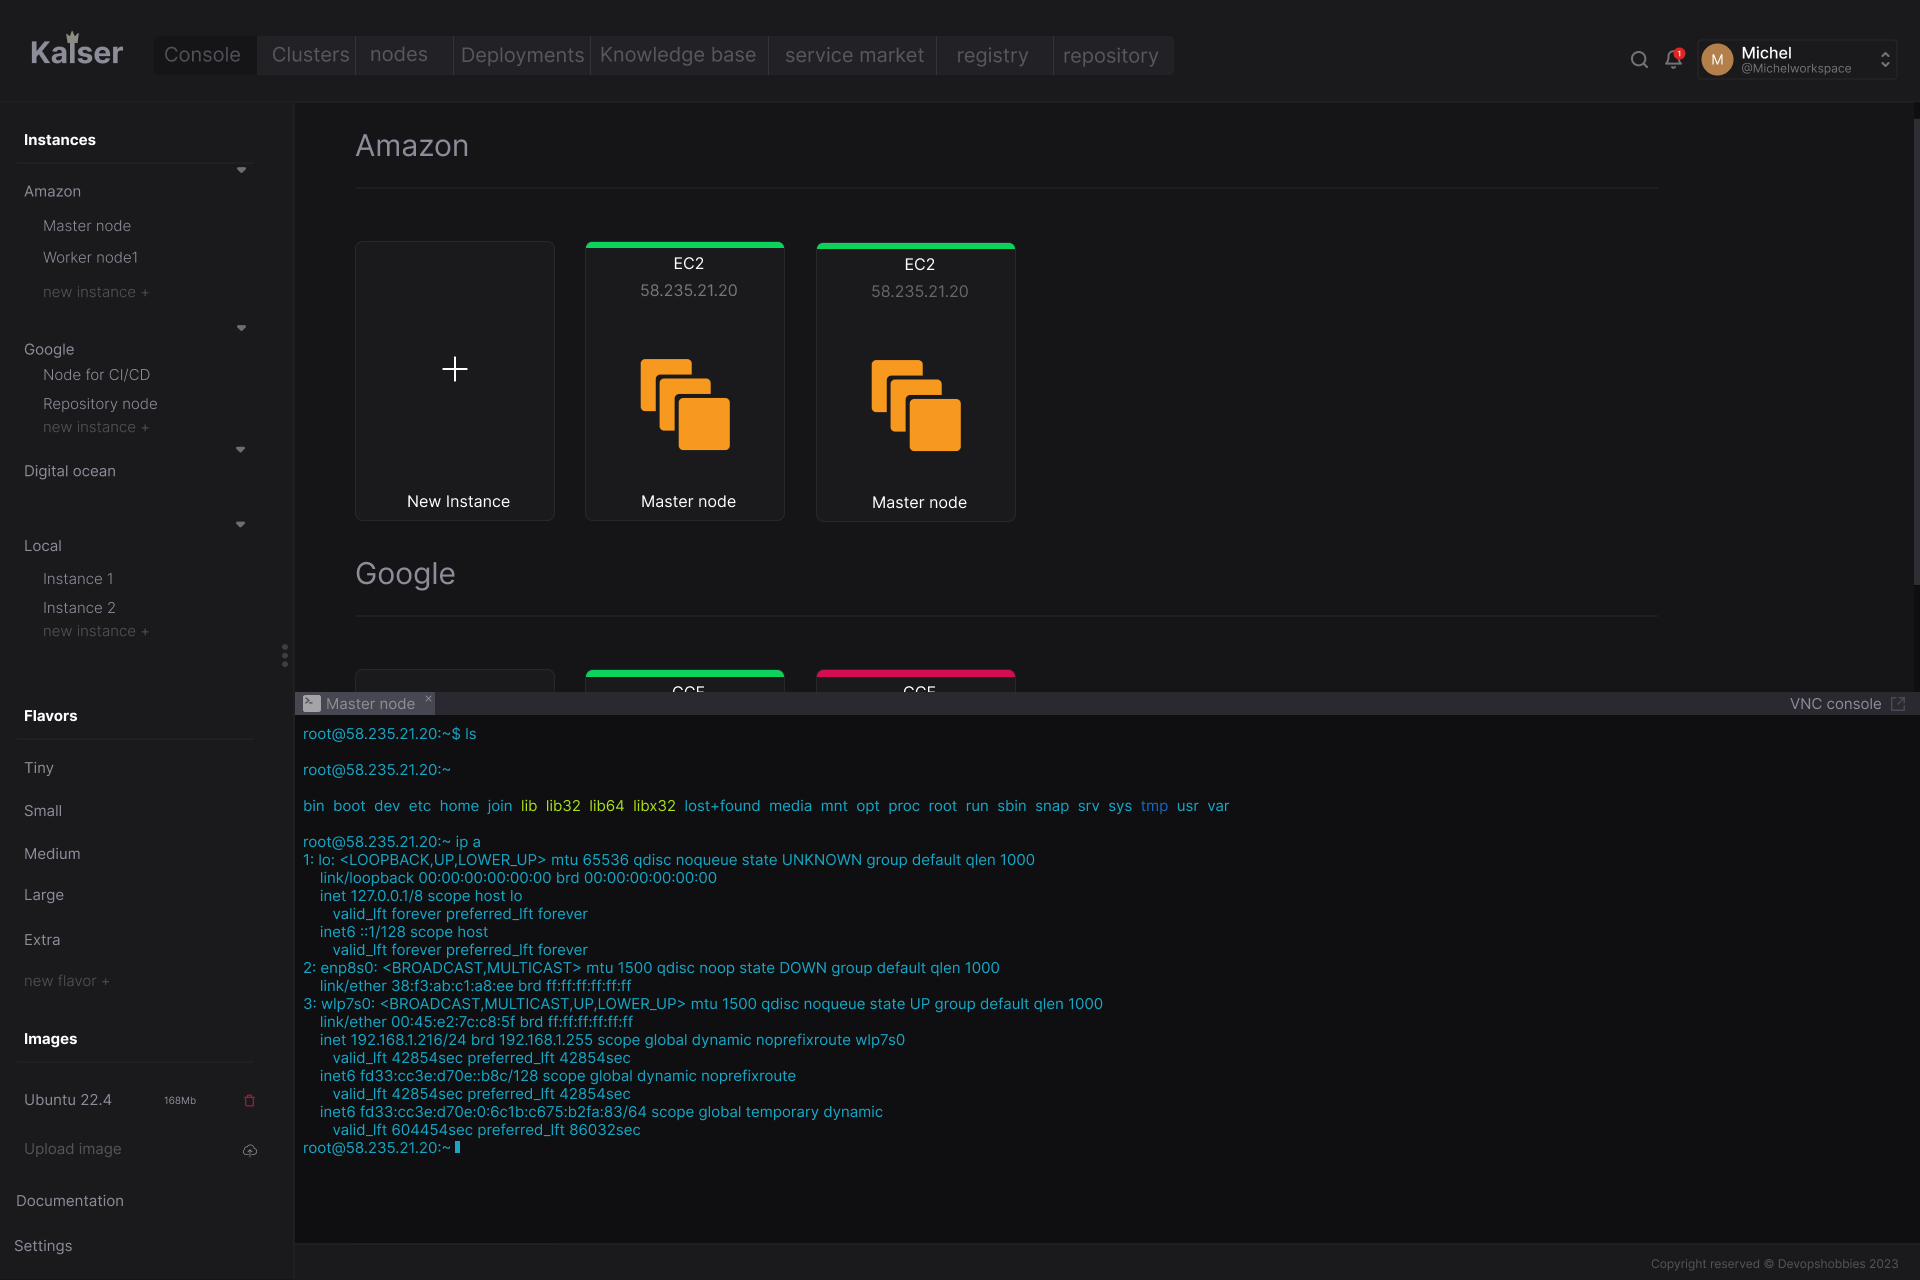 Kaiser
Console
Clusters
nodes
Deployments
Knowledge base
service market
registry
repository
1
M
Michel
@Michelworkspace
Instances
Amazon
Master node
Worker node1
new instance +
Google
Node for CI/CD
Repository node
new instance +
Digital ocean
Local
Instance 1
Instance 2
new instance +
Flavors
Tiny
Small
Medium
Large
Extra
new flavor +
Images
Ubuntu 22.4 168Mb
Upload image
Documentation
Settings
Amazon
New Instance
EC2
58.235.21.20
Master node
EC2
58.235.21.20
Master node
Google
Master node ×
VNC console
root@58.235.21.20:~$ ls
root@58.235.21.20:~
bin boot dev etc home join lib lib32 lib64 libx32 lost+found media mnt opt proc root run sbin snap srv sys tmp usr var
root@58.235.21.20:~ ip a
1: lo: <LOOPBACK,UP,LOWER_UP> mtu 65536 qdisc noqueue state UNKNOWN group default qlen 1000
link/loopback 00:00:00:00:00:00 brd 00:00:00:00:00:00
inet 127.0.0.1/8 scope host lo
valid_lft forever preferred_lft forever
inet6 ::1/128 scope host
valid_lft forever preferred_lft forever
2: enp8s0: <BROADCAST,MULTICAST> mtu 1500 qdisc noop state DOWN group default qlen 1000
link/ether 38:f3:ab:c1:a8:ee brd ff:ff:ff:ff:ff:ff
3: wlp7s0: <BROADCAST,MULTICAST,UP,LOWER_UP> mtu 1500 qdisc noqueue state UP group default qlen 1000
link/ether 00:45:e2:7c:c8:5f brd ff:ff:ff:ff:ff:ff
inet 192.168.1.216/24 brd 192.168.1.255 scope global dynamic noprefixroute wlp7s0
valid_lft 42854sec preferred_lft 42854sec
inet6 fd33:cc3e:d70e::b8c/128 scope global dynamic noprefixroute
valid_lft 42854sec preferred_lft 42854sec
inet6 fd33:cc3e:d70e:0:6c1b:c675:b2fa:83/64 scope global temporary dynamic
valid_lft 604454sec preferred_lft 86032sec
root@58.235.21.20:~
Copyright reserved © Devopshobbies 2023